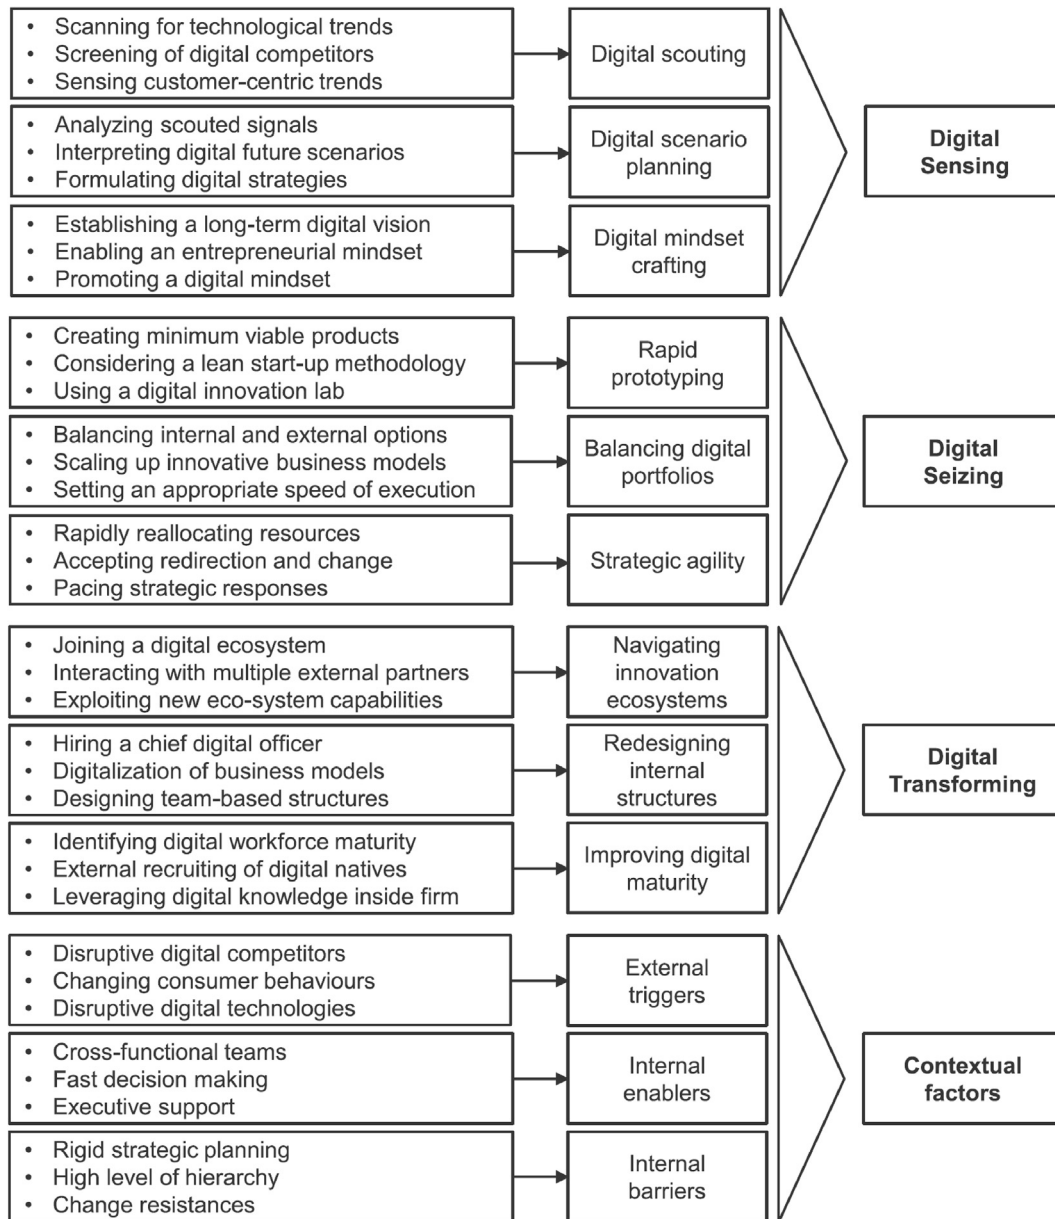 • Scanning for technological trends
• Screening of digital competitors
• Sensing customer-centric trends
Digital scouting
• Analyzing scouted signals
• Interpreting digital future scenarios
• Formulating digital strategies
Digital scenario
planning
• Establishing a long-term digital vision
• Enabling an entrepreneurial mindset
• Promoting a digital mindset
Digital mindset
crafting
Digital
Sensing
• Creating minimum viable products
• Considering a lean start-up methodology
• Using a digital innovation lab
Rapid
prototyping
• Balancing internal and external options
• Scaling up innovative business models
• Setting an appropriate speed of execution
Balancing digital
portfolios
• Rapidly reallocating resources
• Accepting redirection and change
• Pacing strategic responses
Strategic agility
Digital
Seizing
• Joining a digital ecosystem
• Interacting with multiple external partners
• Exploiting new eco-system capabilities
Navigating
innovation
ecosystems
• Hiring a chief digital officer
• Digitalization of business models
• Designing team-based structures
Redesigning
internal
structures
• Identifying digital workforce maturity
• External recruiting of digital natives
• Leveraging digital knowledge inside firm
Improving digital
maturity
Digital
Transforming
• Disruptive digital competitors
• Changing consumer behaviours
• Disruptive digital technologies
External
triggers
• Cross-functional teams
• Fast decision making
• Executive support
Internal
enablers
• Rigid strategic planning
• High level of hierarchy
• Change resistances
Internal
barriers
Contextual
factors